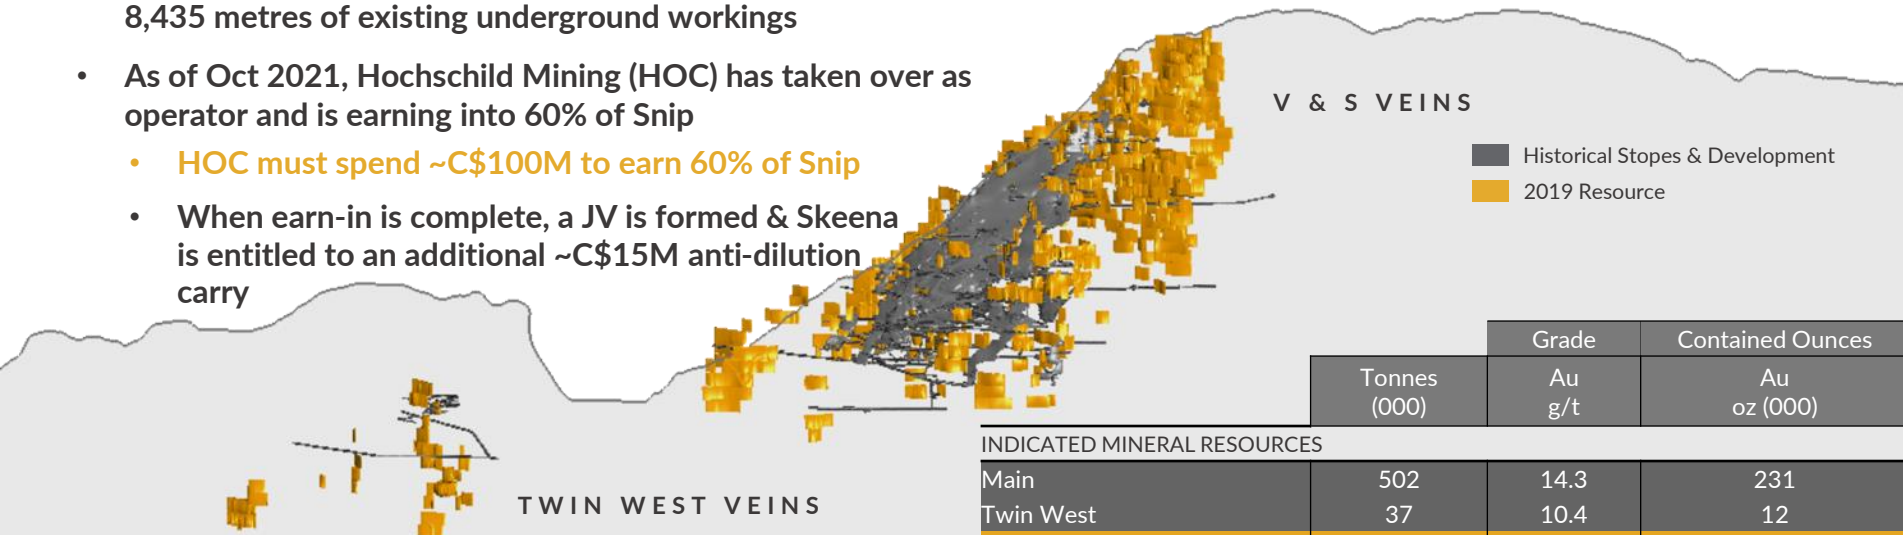 8,435 metres of existing underground workings
• As of Oct 2021, Hochschild Mining (HOC) has taken over as
operator and is earning into 60% of Snip
• HOC must spend ~C$100M to earn 60% of Snip
• When earn-in is complete, a JV is formed & Skeena
is entitled to an additional ~C$15M anti-dilution
carry
V & S VEINS
Historical Stopes & Development
2019 Resource
TWIN WEST VEINS
Grade Contained Ounces
Tonnes Au Au
(000) g/t oz (000)
INDICATED MINERAL RESOURCES
Main 502 14.3 231
Twin West 37 10.4 12